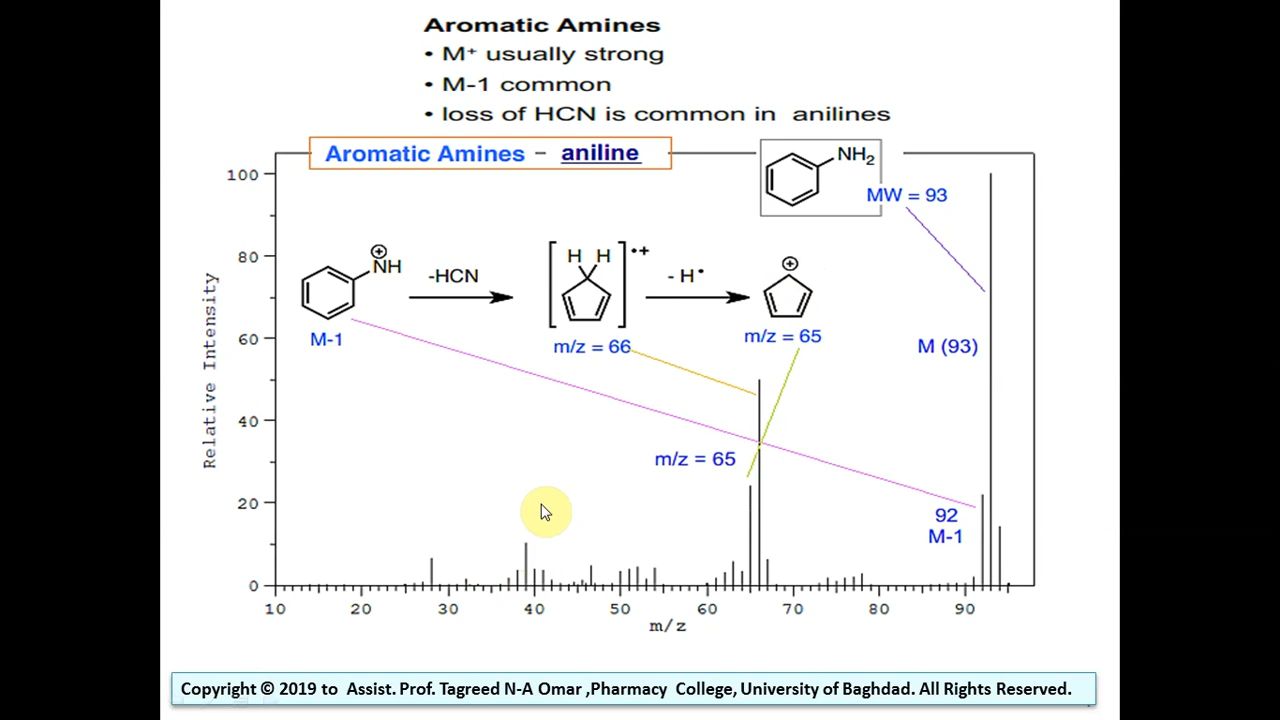 Aromatic Amines
• M⁺ usually strong
• M-1 common
• loss of HCN is common in anilines
Aromatic Amines – aniline
NH₂
MW = 93
100
80
60
40
20
0
Relative Intensity
⊕
NH
M-1
-HCN
H H
•+
m/z = 66
- H•
⊕
m/z = 65
M (93)
m/z = 65
92
M-1
10 20 30 40 50 60 70 80 90
m/z
Copyright © 2019 to Assist. Prof. Tagreed N-A Omar ,Pharmacy College, University of Baghdad. All Rights Reserved.